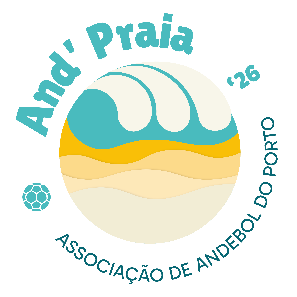 And' Praia
'26
ASSOCIAÇÃO DE ANDEBOL DO PORTO